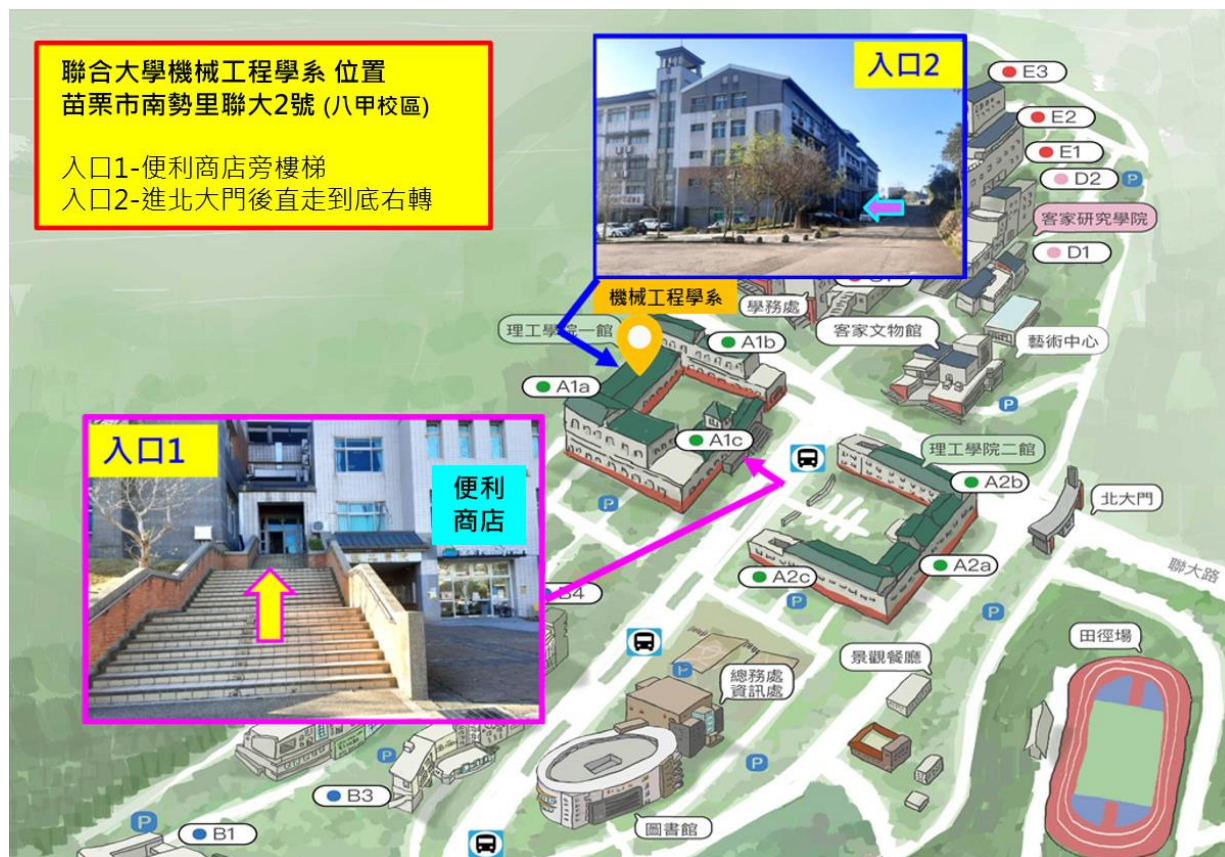 聯合大學機械工程學系 位置
苗栗市南勢里聯大2號 (八甲校區)
入口1-便利商店旁樓梯
入口2-進北大門後直走到底右轉
入口2
E3
E2
E1
D2
P
客家研究學院
D1
機械工程學系
學務處
理工學院一館
A1b
客家文物館
藝術中心
A1a
P
入口1
A1c
便利
商店
理工學院二館
A2b
北大門
P
A2c
A2a
聯大路
B4
P
P
田徑場
景觀餐廳
P
總務處
資訊處
P
P
B3
P
B1
圖書館